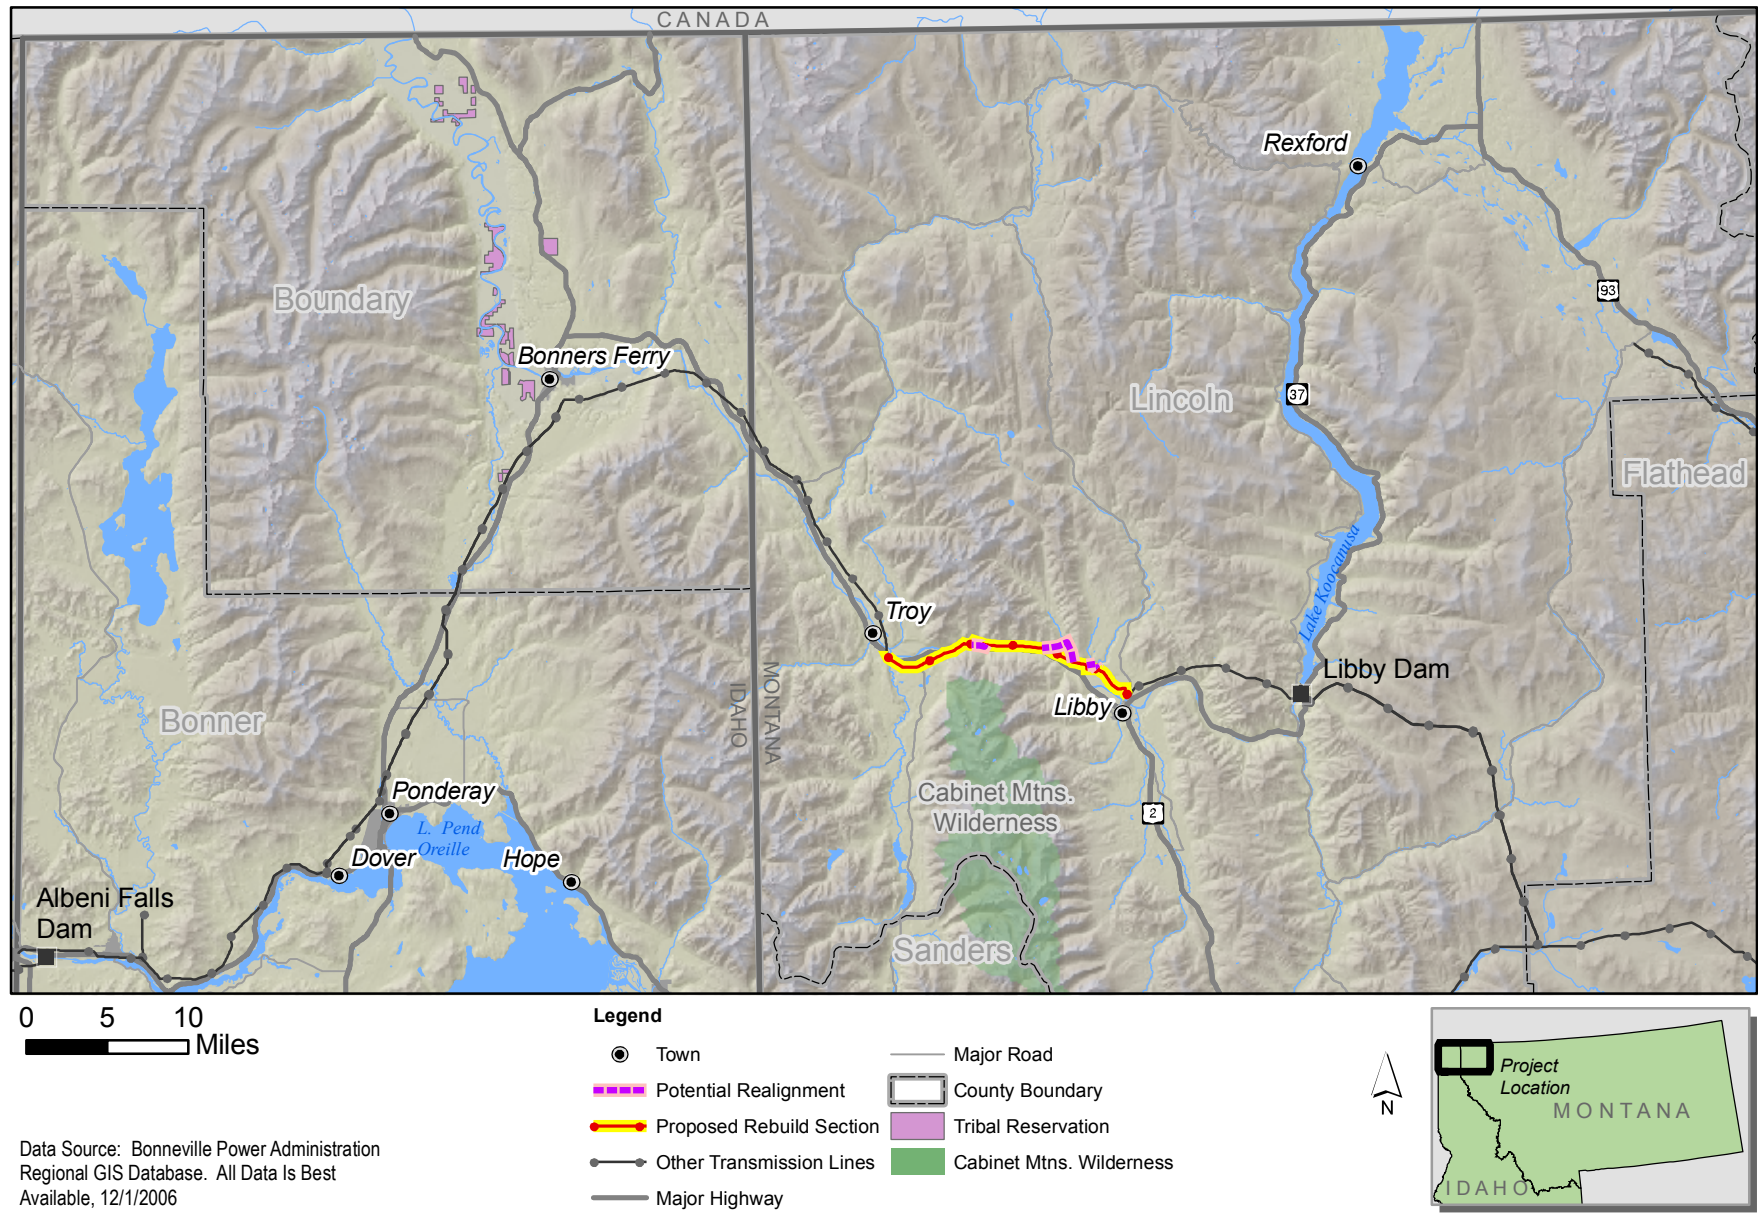 CANADA
Rexford
93
Boundary
Bonners Ferry
Lincoln
37
Flathead
Lake Koocanusa
Troy
MONTANA
IDAHO
Libby Dam
Libby
Bonner
Cabinet Mtns.
Wilderness
2
Ponderay
L. Pend
Oreille
Dover
Hope
Albeni Falls
Dam
Sanders
0 5 10
Miles
Legend
Town
Potential Realignment
Proposed Rebuild Section
Other Transmission Lines
Major Highway
Major Road
County Boundary
Tribal Reservation
Cabinet Mtns. Wilderness
N
Project
Location
MONTANA
IDAHO
Data Source: Bonneville Power Administration
Regional GIS Database. All Data Is Best
Available, 12/1/2006